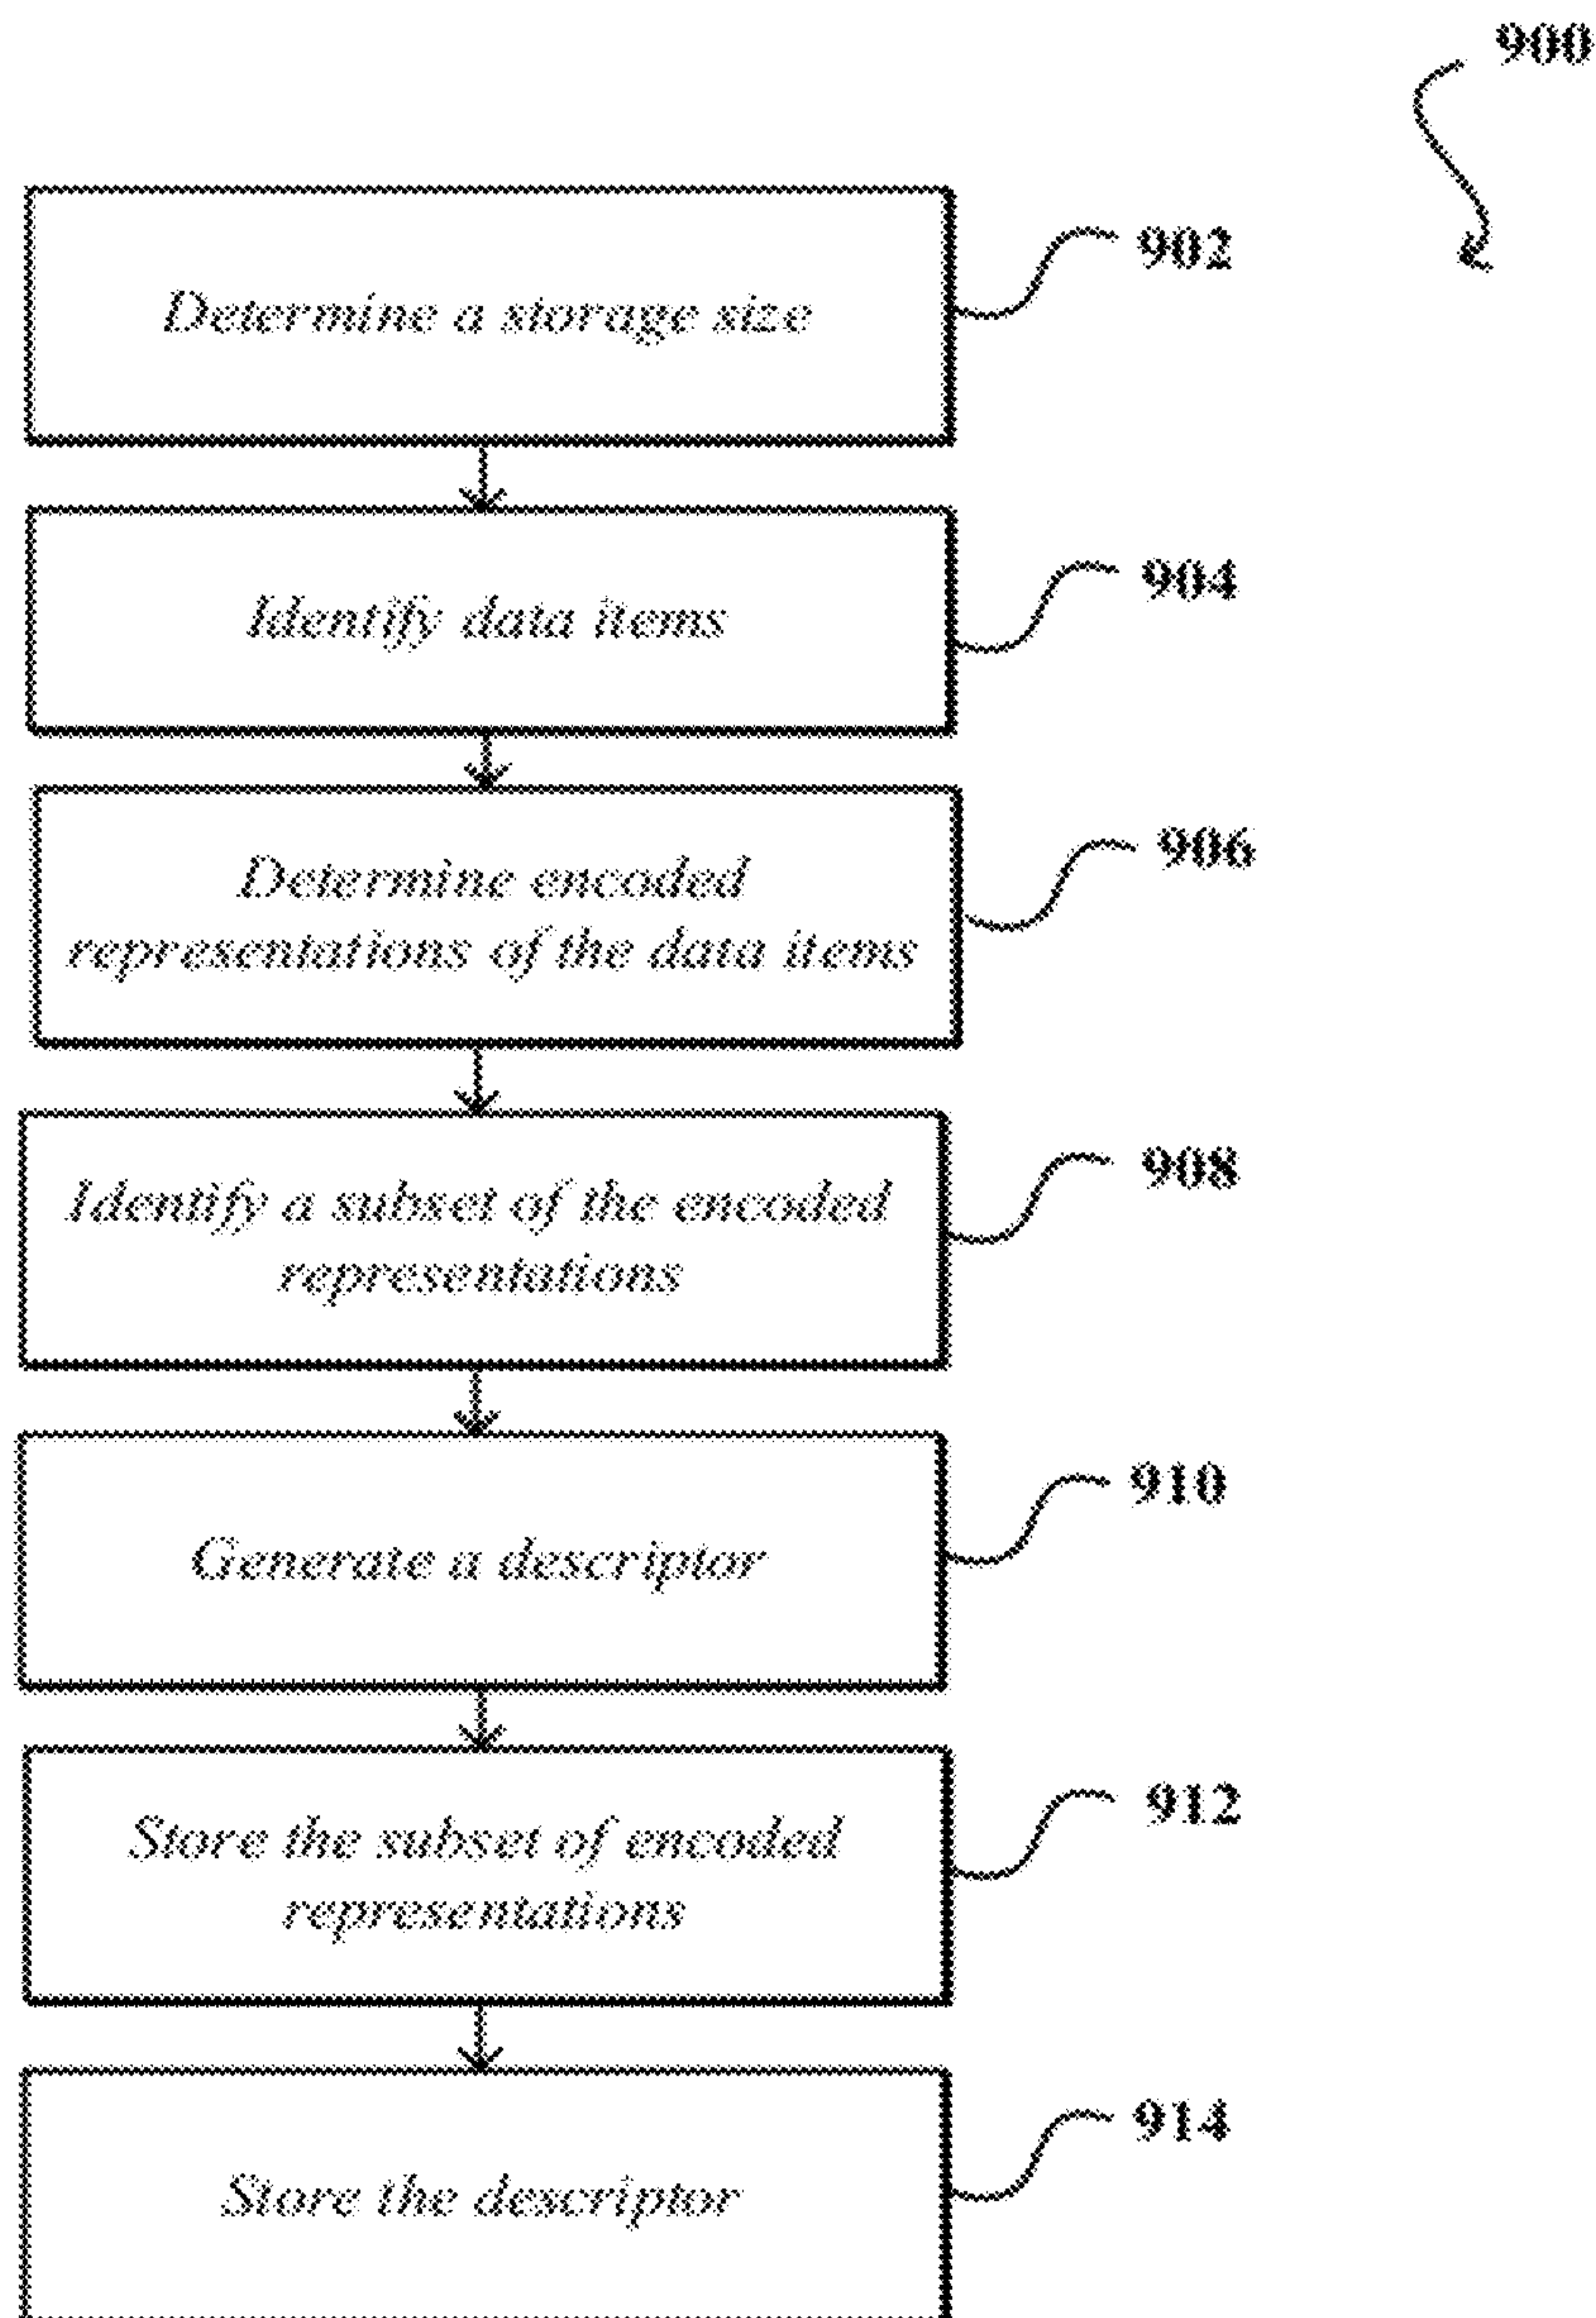 900
Determine a storage size
902
Identify data items
904
Determine encoded
representations of the data items
906
Identify a subset of the encoded
representations
908
Generate a descriptor
910
Store the subset of encoded
representations
912
Store the descriptor
914